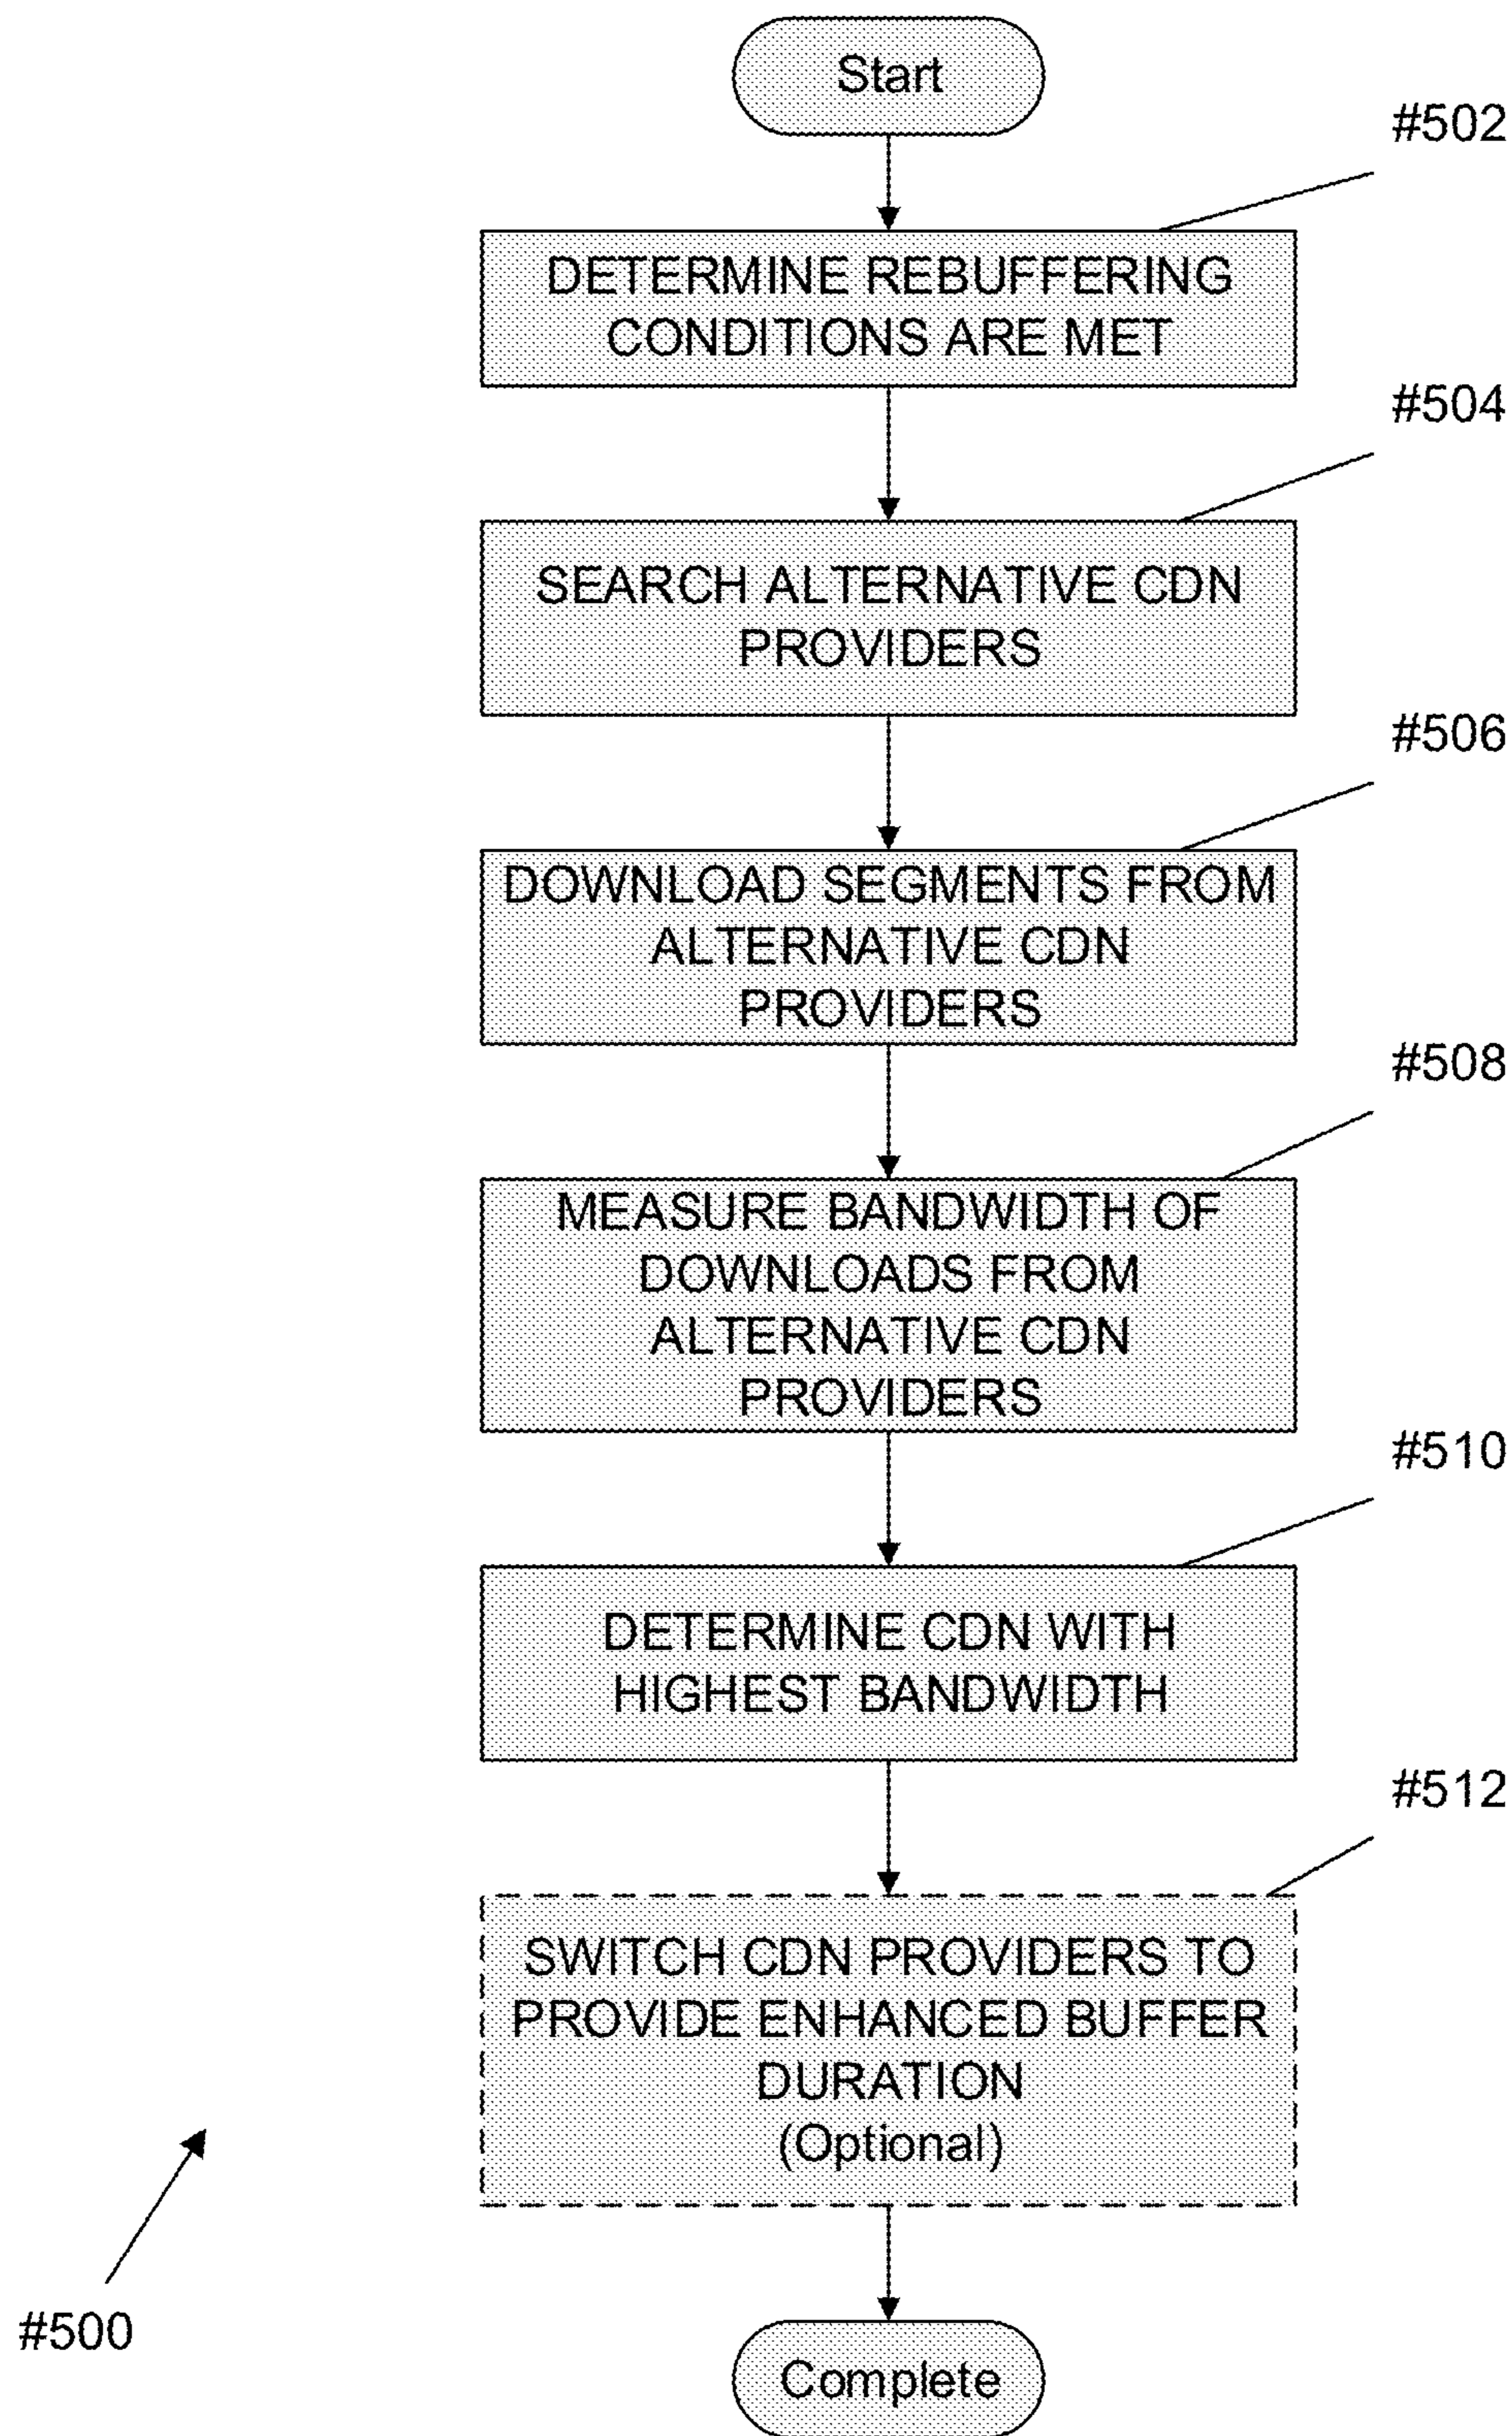 Start
#502
DETERMINE REBUFFERING
CONDITIONS ARE MET
#504
SEARCH ALTERNATIVE CDN
PROVIDERS
#506
DOWNLOAD SEGMENTS FROM
ALTERNATIVE CDN
PROVIDERS
#508
MEASURE BANDWIDTH OF
DOWNLOADS FROM
ALTERNATIVE CDN
PROVIDERS
#510
DETERMINE CDN WITH
HIGHEST BANDWIDTH
#512
SWITCH CDN PROVIDERS TO
PROVIDE ENHANCED BUFFER
DURATION
(Optional)
#500
Complete